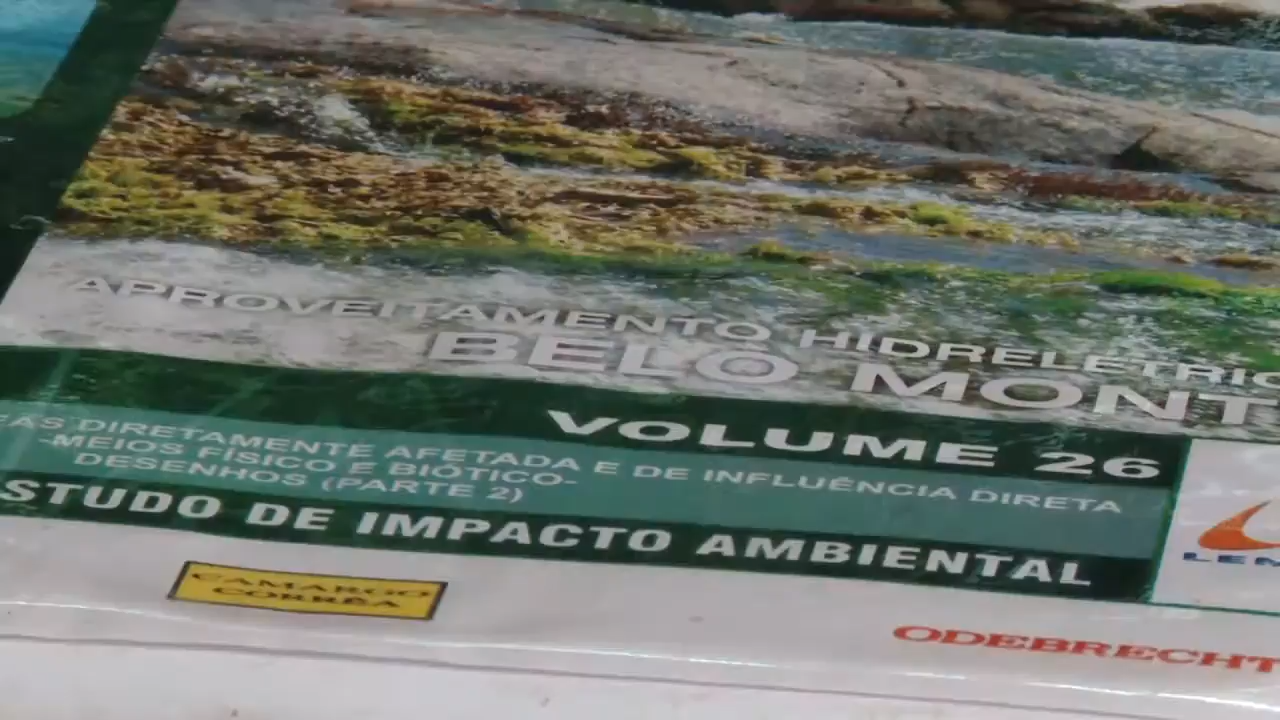 APROVEITAMENTO HIDRELÉTRIC
BELO MONT
VOLUME 26
EAS DIRETAMENTE AFETADA E DE INFLUÊNCIA DIRETA
-MEIOS FÍSICO E BIÓTICO-
DESENHOS (PARTE 2)
STUDO DE IMPACTO AMBIENTAL
LEM
CAMARGO
CORRÊA
ODEBRECHT